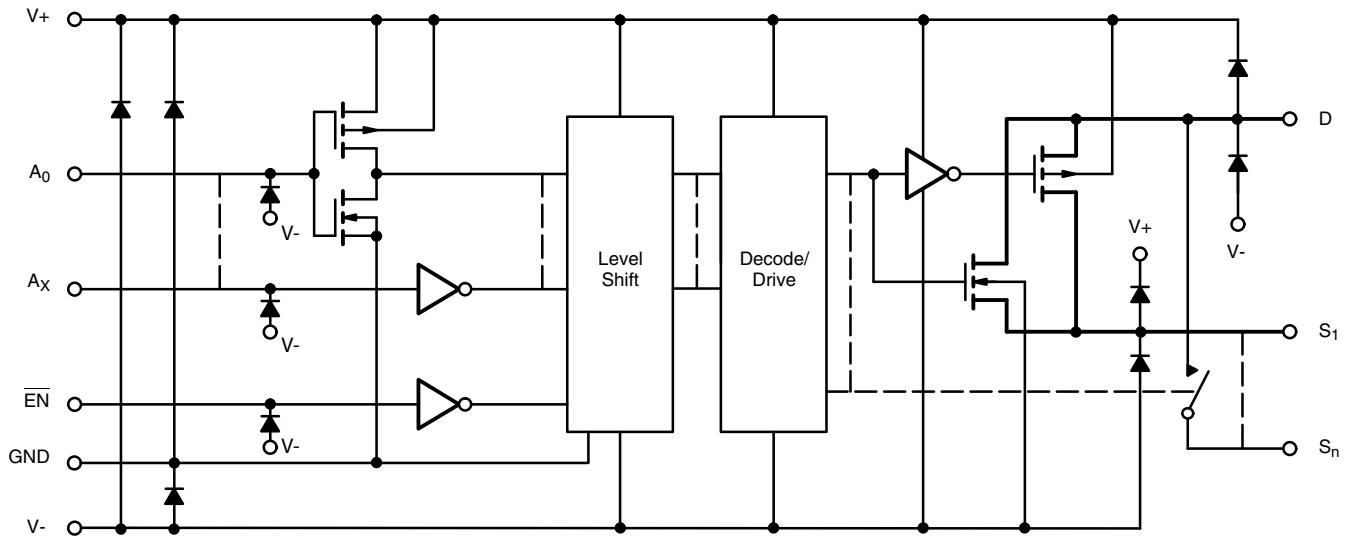 V+
D
A0
V-
V+
V-
Level
Shift
Decode/
Drive
AX
V-
S1
EN
V-
GND
Sn
V-